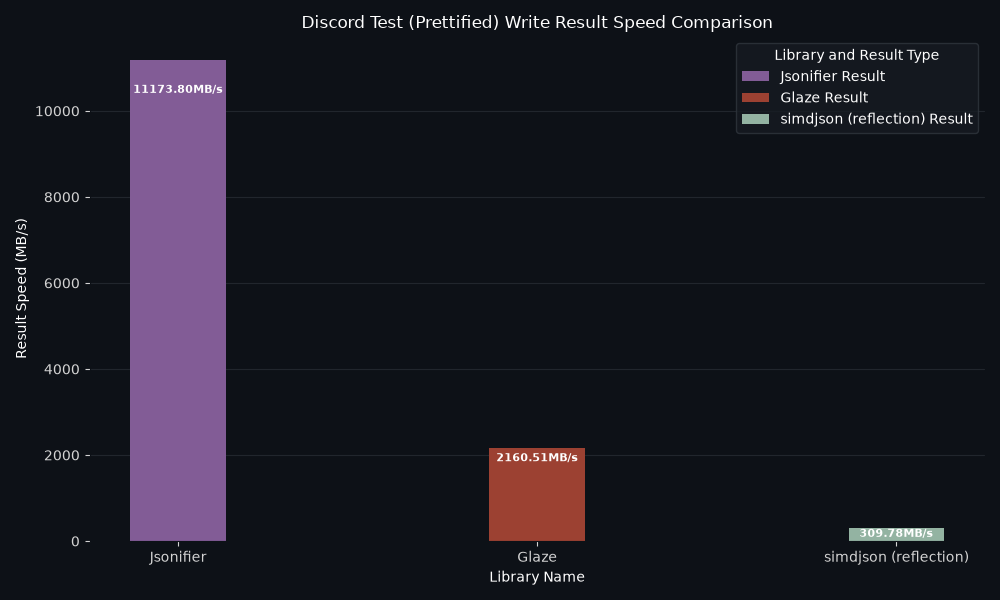 Discord Test (Prettified) Write Result Speed Comparison
Library and Result Type
Jsonifier Result
Glaze Result
simdjson (reflection) Result
Result Speed (MB/s)
10000
8000
6000
4000
2000
0
11173.80MB/s
2160.51MB/s
309.78MB/s
Jsonifier
Glaze
simdjson (reflection)
Library Name